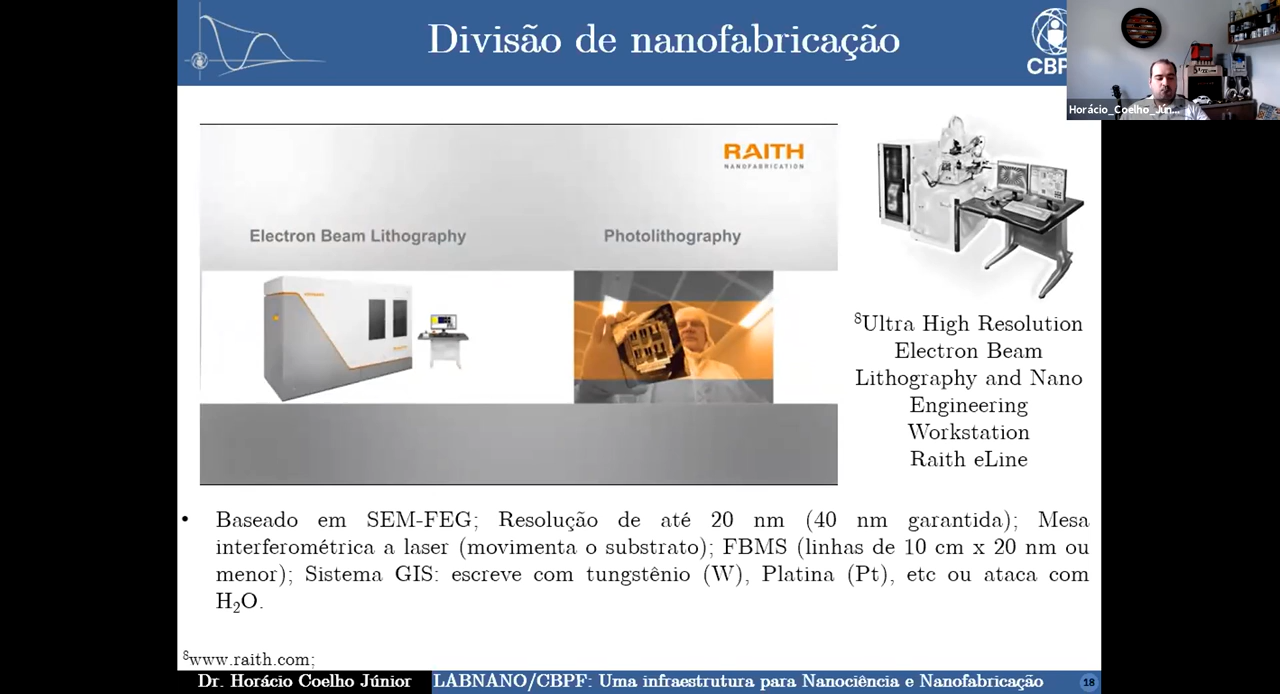 Divisão de nanofabricação
CBP
Horácio_Coelho_Jún...
RAITH
NANOFABRICATION
Electron Beam Lithography
Photolithography
⁸Ultra High Resolution
Electron Beam
Lithography and Nano
Engineering
Workstation
Raith eLine
• Baseado em SEM-FEG; Resolução de até 20 nm (40 nm garantida); Mesa
interferométrica a laser (movimenta o substrato); FBMS (linhas de 10 cm x 20 nm ou
menor); Sistema GIS: escreve com tungstênio (W), Platina (Pt), etc ou ataca com
H₂O.
⁸www.raith.com;
Dr. Horácio Coelho Júnior
LABNANO/CBPF: Uma infraestrutura para Nanociência e Nanofabricação
18